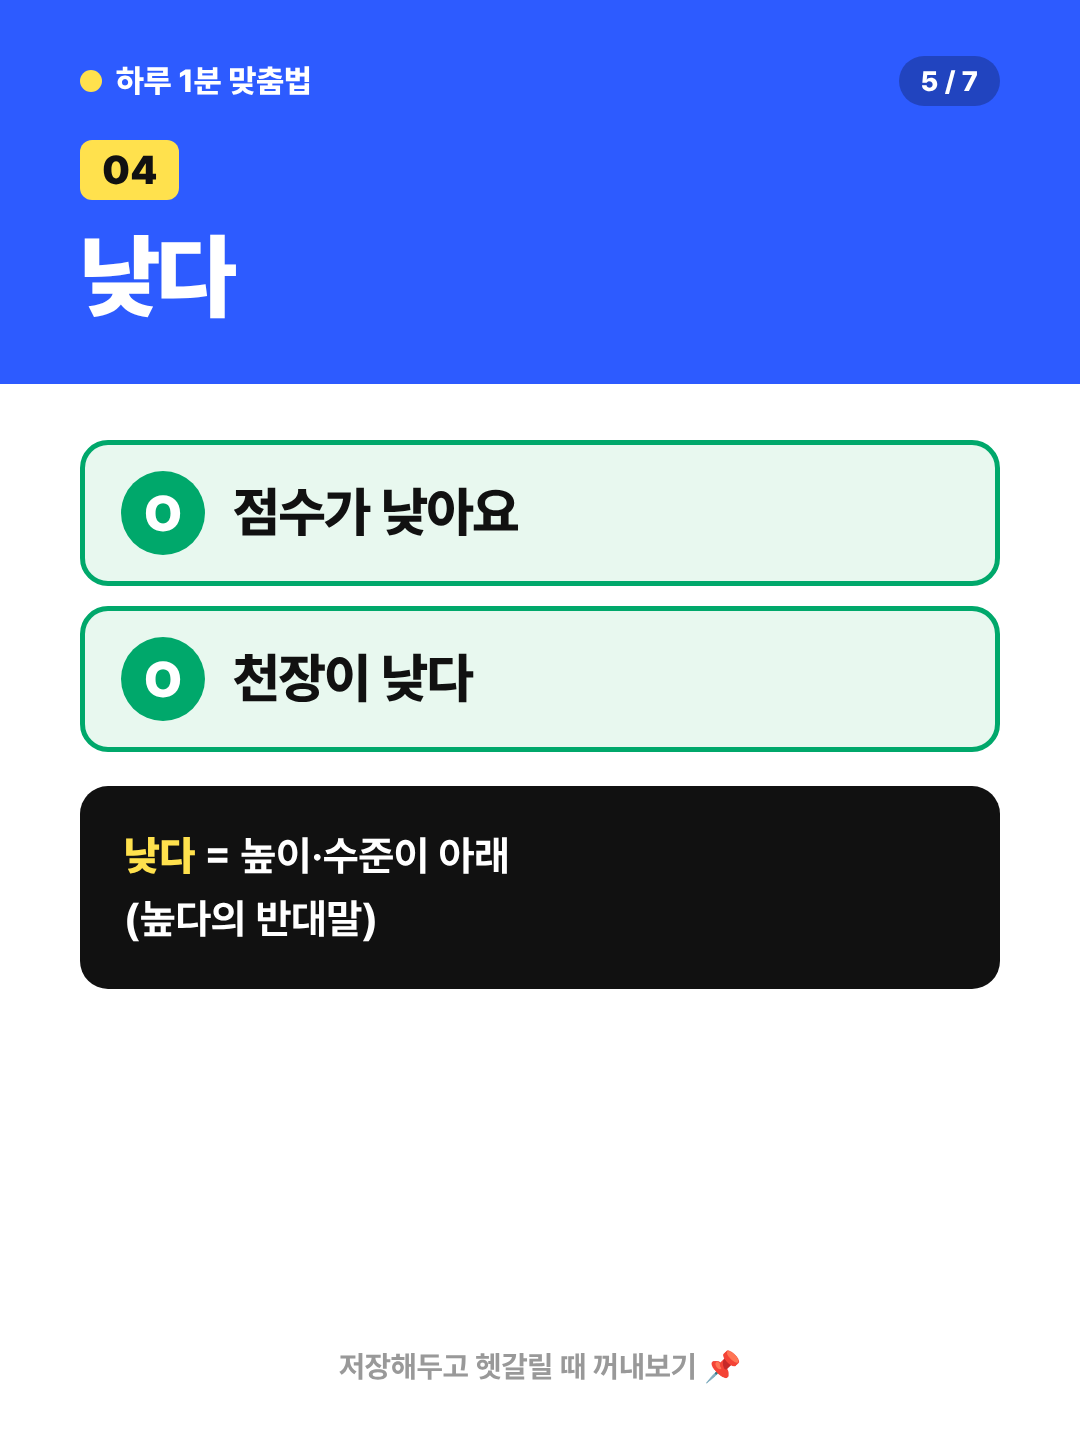 하루 1분 맞춤법
5 / 7
04
낮다
O 점수가 낮아요
O 천장이 낮다
낮다 = 높이·수준이 아래
(높다의 반대말)
저장해두고 헷갈릴 때 꺼내보기 📌